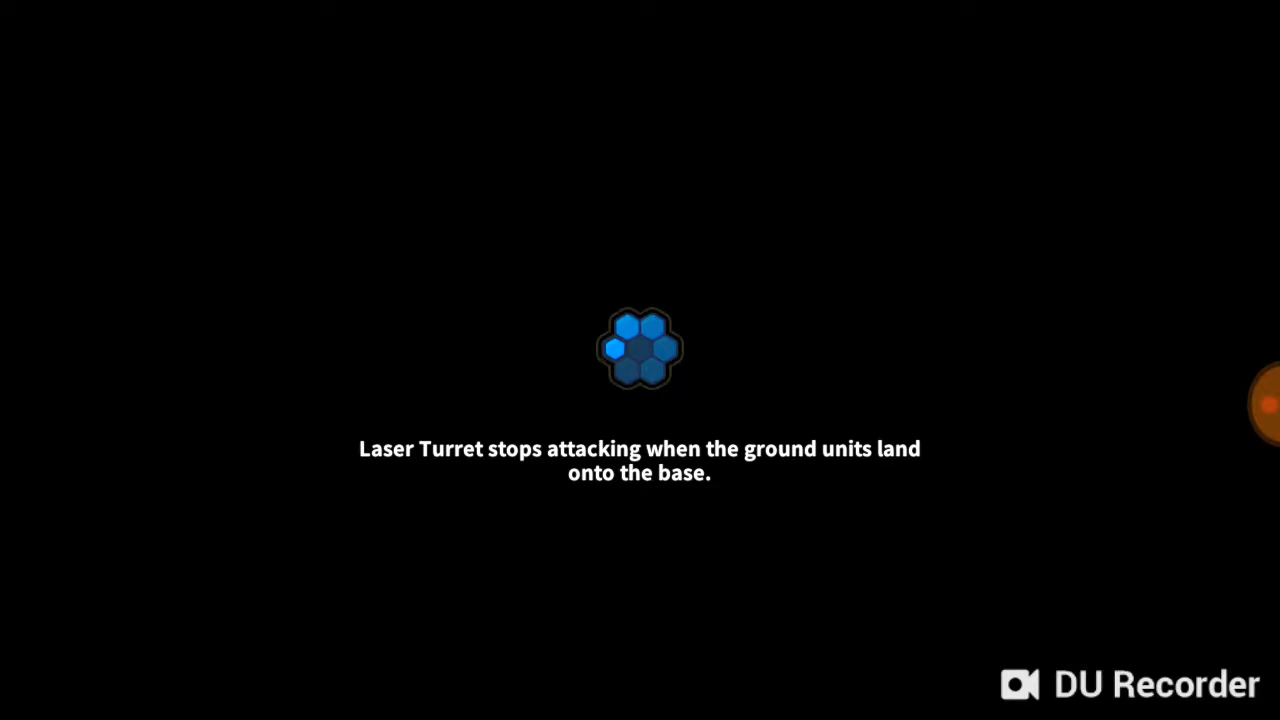 Laser Turret stops attacking when the ground units land
onto the base.
DU Recorder